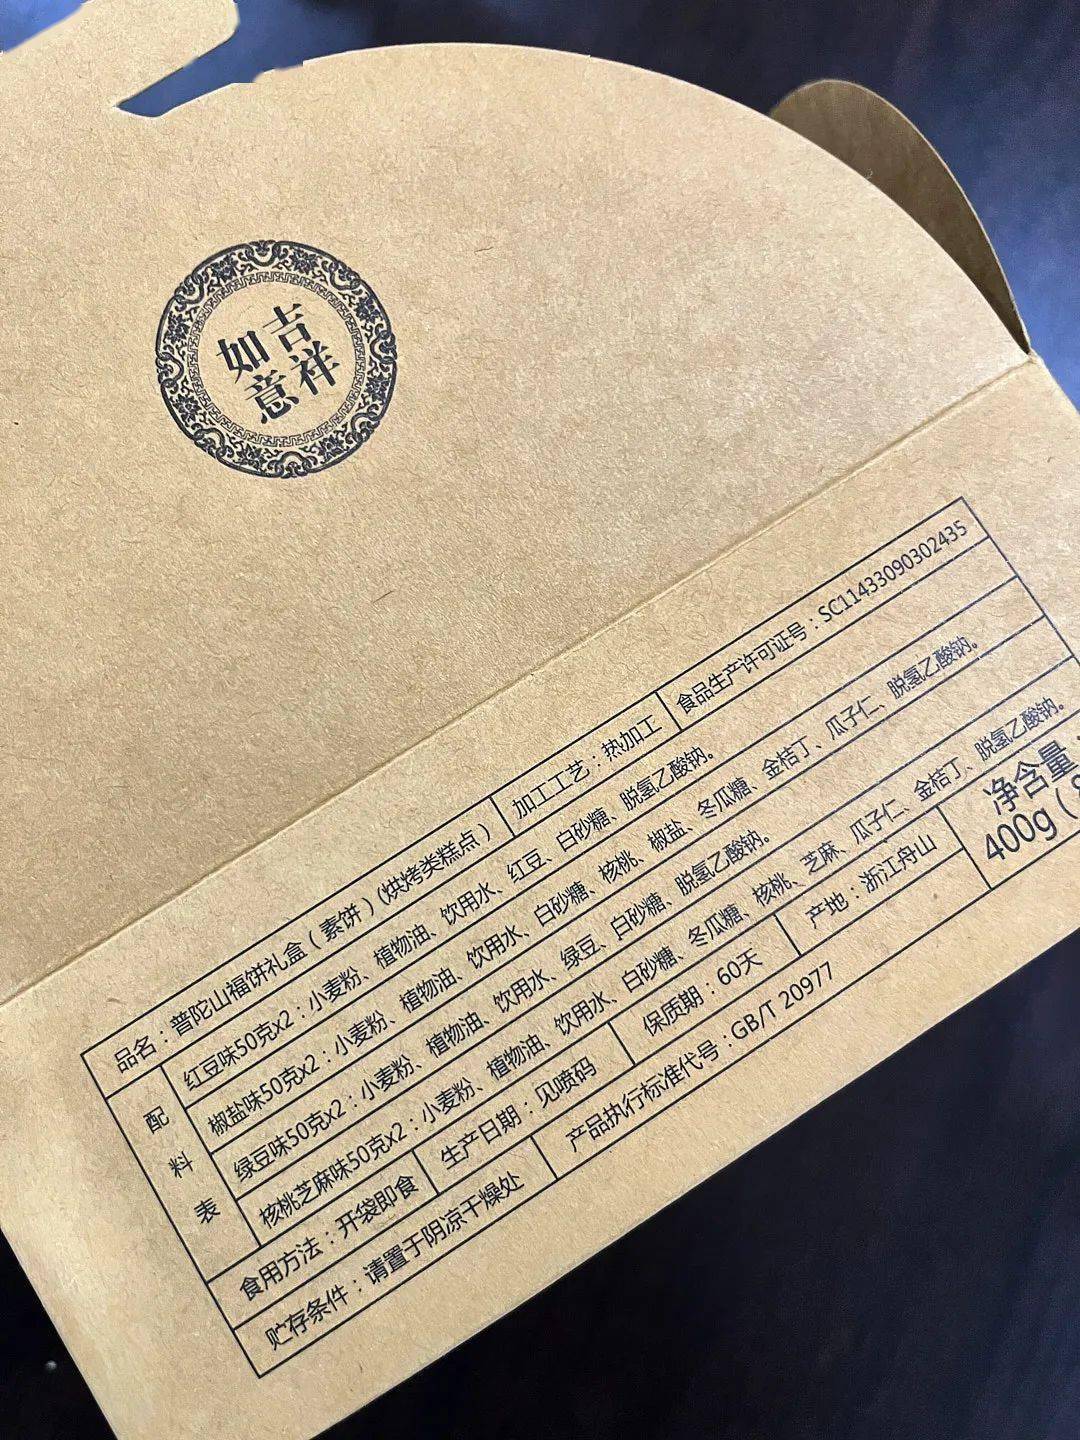 吉祥
如意
品名：普陀山福饼礼盒（素饼）(烘烤类糕点） 加工工艺：热加工 食品生产许可证号：SC11433090302435
配料表
红豆味50克x2：小麦粉、植物油、饮用水、红豆、白砂糖、脱氢乙酸钠。
椒盐味50克x2：小麦粉、植物油、饮用水、白砂糖、核桃、椒盐、冬瓜糖、金桔丁、瓜子仁、脱氢乙酸钠。
绿豆味50克x2：小麦粉、植物油、饮用水、绿豆、白砂糖、脱氢乙酸钠。
核桃芝麻味50克x2：小麦粉、植物油、饮用水、白砂糖、冬瓜糖、核桃、芝麻、瓜子仁、金桔丁、脱氢乙酸钠。
食用方法：开袋即食 生产日期：见喷码 保质期：60天 产地：浙江舟山
净含量
400g（
贮存条件：请置于阴凉干燥处 产品执行标准代号：GB/T 20977